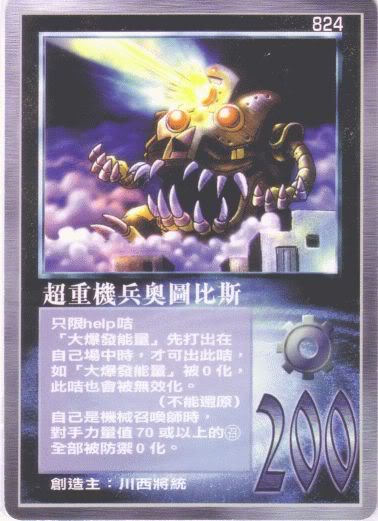 824
超重機兵奧圖比斯
只限help咭
「大爆發能量」先打出在
自己場中時，才可出此咭，
如「大爆發能量」被０化，
此咭也會被無效化。
（不能還原）
自己是機械召喚師時，
對手力量值70 或以上的㊁
全部被防禦０化。
200
創造主：川西將統